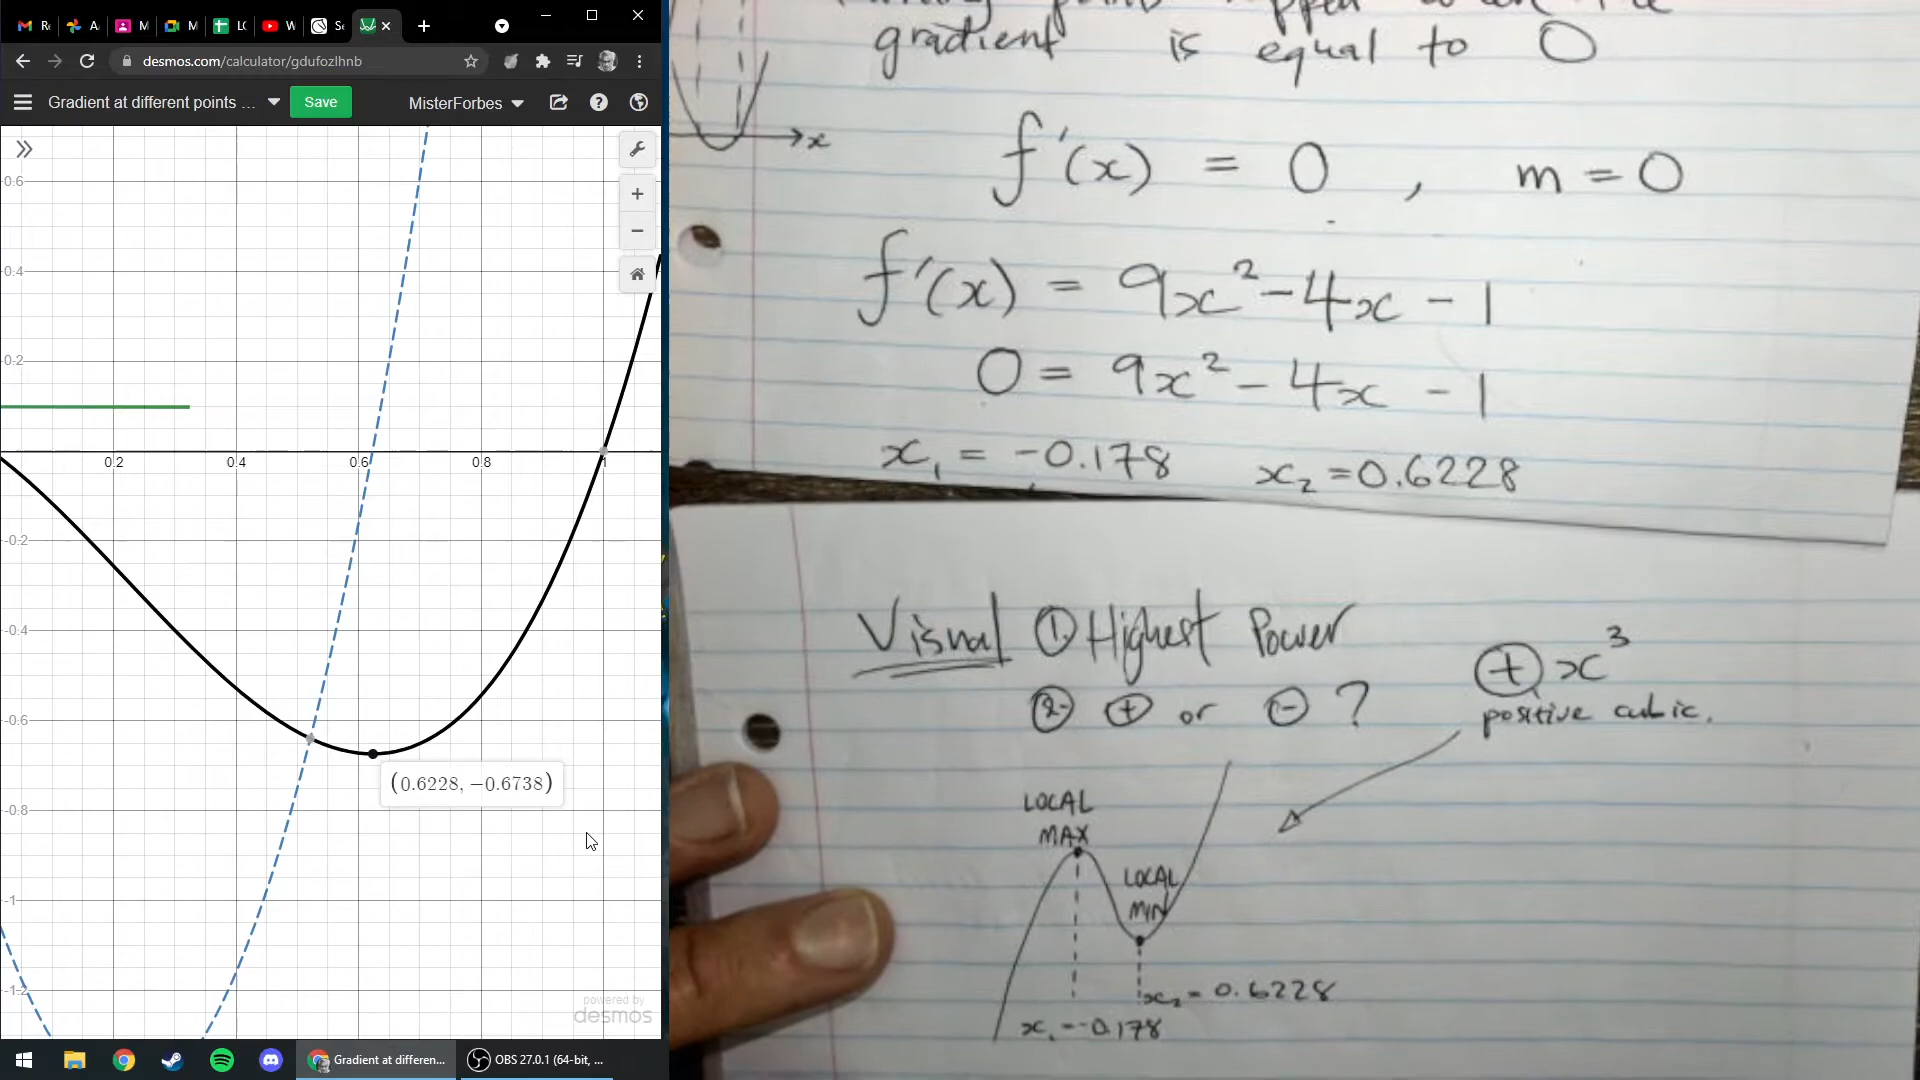 desmos.com/calculator/gdufozlhnb
Gradient at different points ...
Save
MisterForbes
0.6
0.4
0.2
0.2
0.4
0.6
0.8
1
-0.2
-0.4
-0.6
-0.8
-1
-1.2
(0.6228, −0.6738)
powered by
desmos
Gradient at differen...
OBS 27.0.1 (64-bit, ...
gradient is equal to 0
x
f'(x) = 0 , m = 0
f'(x) = 9x² - 4x - 1
0 = 9x² - 4x - 1
x₁ = -0.178 x₂ = 0.6228
Visual ① Highest Power
② ⊕ or ⊖ ?
⊕ x³
positive cubic.
LOCAL
MAX
LOCAL
MIN
x₂ = 0.6228
x₁ = -0.178